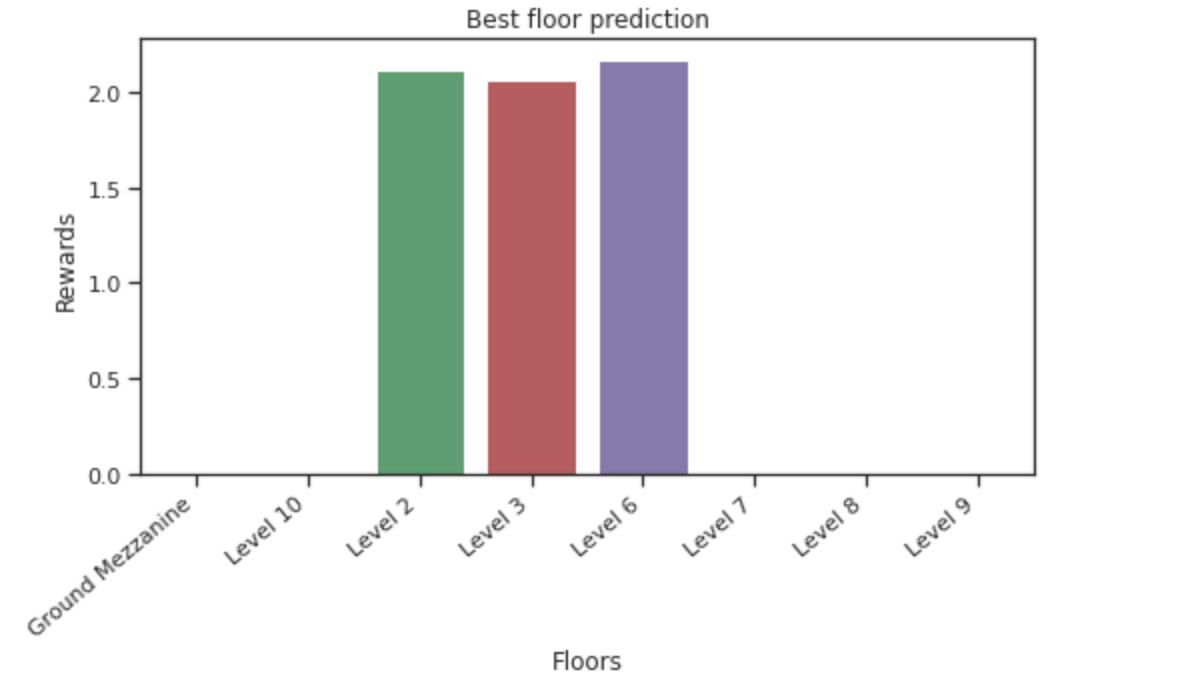 Best floor prediction
Rewards
2.0
1.5
1.0
0.5
0.0
Ground Mezzanine
Level 10
Level 2
Level 3
Level 6
Level 7
Level 8
Level 9
Floors